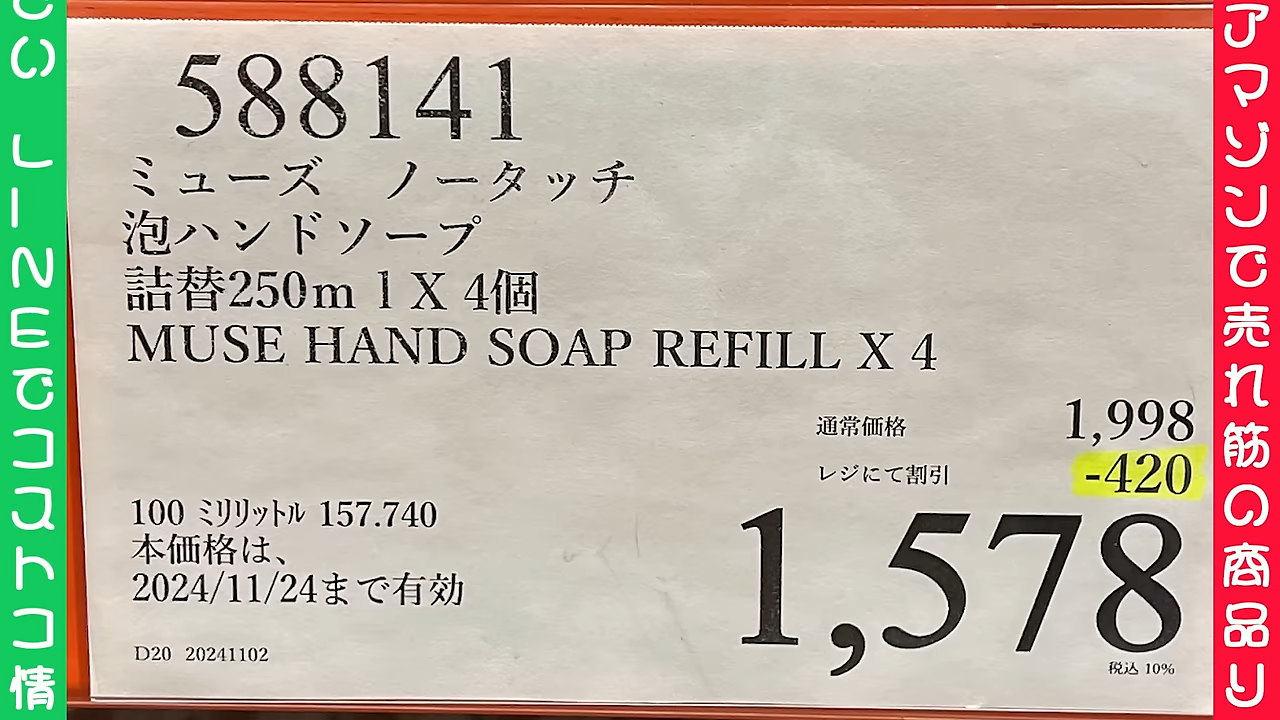 588141
ミューズ　ノータッチ
泡ハンドソープ
詰替250ml X 4個
MUSE HAND SOAP REFILL X 4
通常価格 1,998
レジにて割引 -420
1,578
税込 10%
100 ﾐﾘﾘｯﾄﾙ 157.740
本価格は、
2024/11/24まで有効
D20 20241102
い LINEでコストコ情
アマゾンで売れ筋の商品り